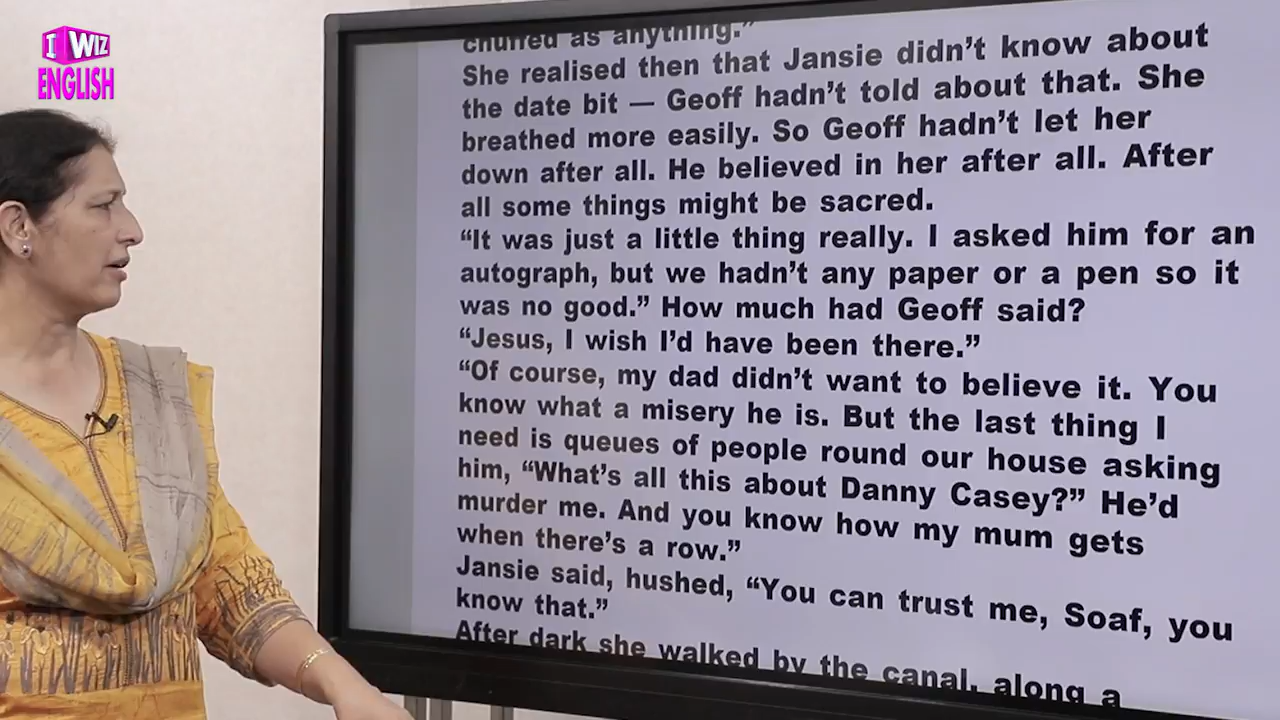 I WIZ
ENGLISH
chuffed as anything.”
She realised then that Jansie didn’t know about
the date bit — Geoff hadn’t told about that. She
breathed more easily. So Geoff hadn’t let her
down after all. He believed in her after all. After
all some things might be sacred.
“It was just a little thing really. I asked him for an
autograph, but we hadn’t any paper or a pen so it
was no good.” How much had Geoff said?
“Jesus, I wish I’d have been there.”
“Of course, my dad didn’t want to believe it. You
know what a misery he is. But the last thing I
need is queues of people round our house asking
him, “What’s all this about Danny Casey?” He’d
murder me. And you know how my mum gets
when there’s a row.”
Jansie said, hushed, “You can trust me, Soaf, you
know that.”
After dark she walked by the canal, along a